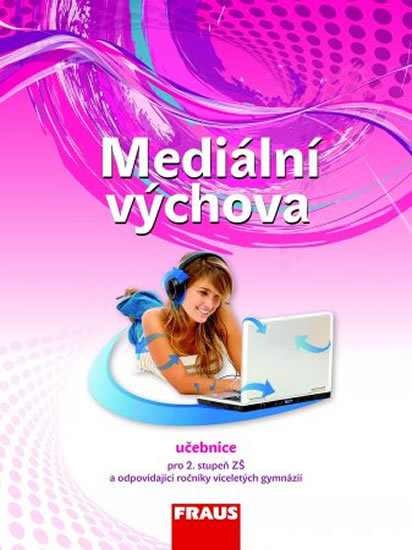 Mediální
výchova
učebnice
pro 2. stupeň ZŠ
a odpovídající ročníky víceletých gymnázií
FRAUS